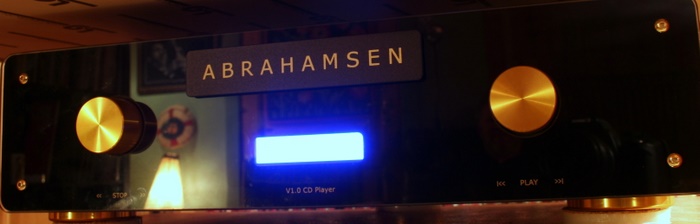 ABRAHAMSEN
V1.0 CD Player
STOP
PLAY